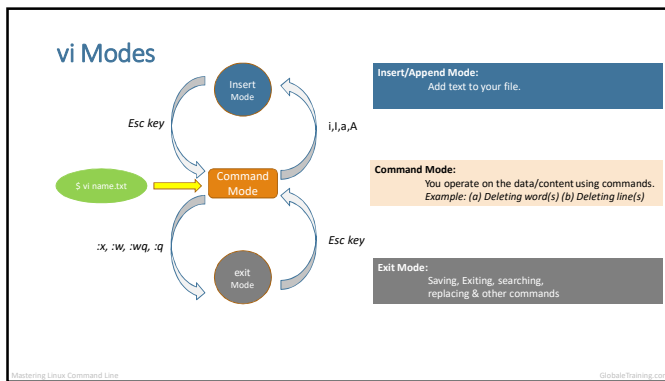 vi Modes
Insert
Mode
Esc key
i,I,a,A
$ vi name.txt
Command
Mode
:x, :w, :wq, :q
Esc key
exit
Mode
Insert/Append Mode:
Add text to your file.
Command Mode:
You operate on the data/content using commands.
Example: (a) Deleting word(s) (b) Deleting line(s)
Exit Mode:
Saving, Exiting, searching,
replacing & other commands
Mastering Linux Command Line
GlobaleTraining.com